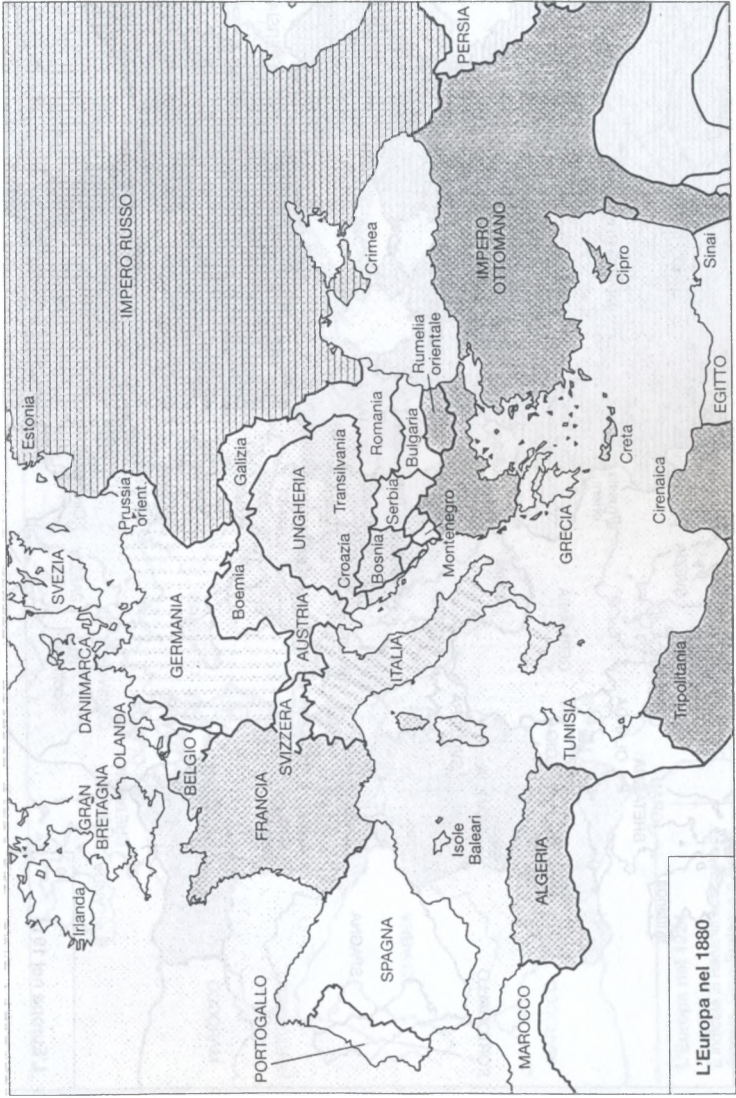 Irlanda
GRAN
BRETAGNA
DANIMARCA
SVEZIA
Estonia
OLANDA
BELGIO
GERMANIA
Prussia
orient.
IMPERO RUSSO
FRANCIA
SVIZZERA
AUSTRIA
Boemia
Galizia
UNGHERIA
Transilvania
Croazia
Bosnia
Serbia
Romania
Bulgaria
Rumelia
orientale
Montenegro
Crimea
PORTOGALLO
SPAGNA
Isole
Baleari
ITALIA
GRECIA
IMPERO
OTTOMANO
PERSIA
MAROCCO
ALGERIA
TUNISIA
Tripolitania
Cirenaica
Creta
Cipro
EGITTO
Sinai
L'Europa nel 1880